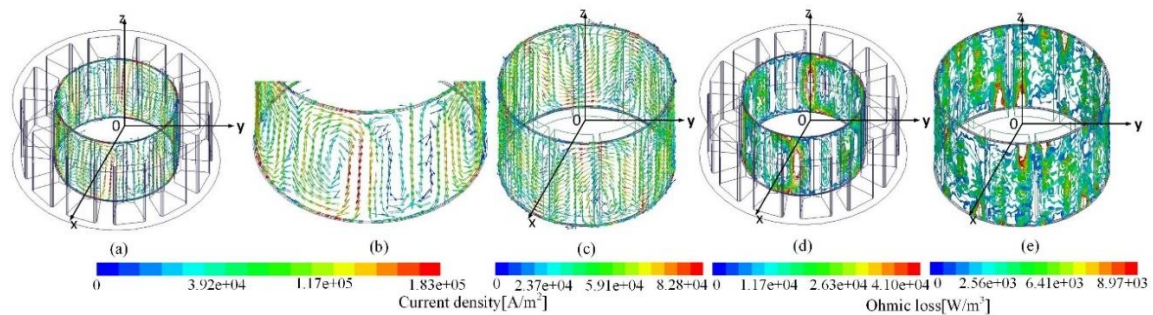 z z z z z
0 y 0 y 0 y 0 y
x x x x
(a) (b) (c) (d) (e)
0 3.92e+04 1.17e+05 1.83e+05 0 2.37e+04 5.91e+04 8.28e+04 0 1.17e+04 2.63e+04 4.10e+04 0 2.56e+03 6.41e+03 8.97e+03
Current density[A/m²] Ohmic loss[W/m³]